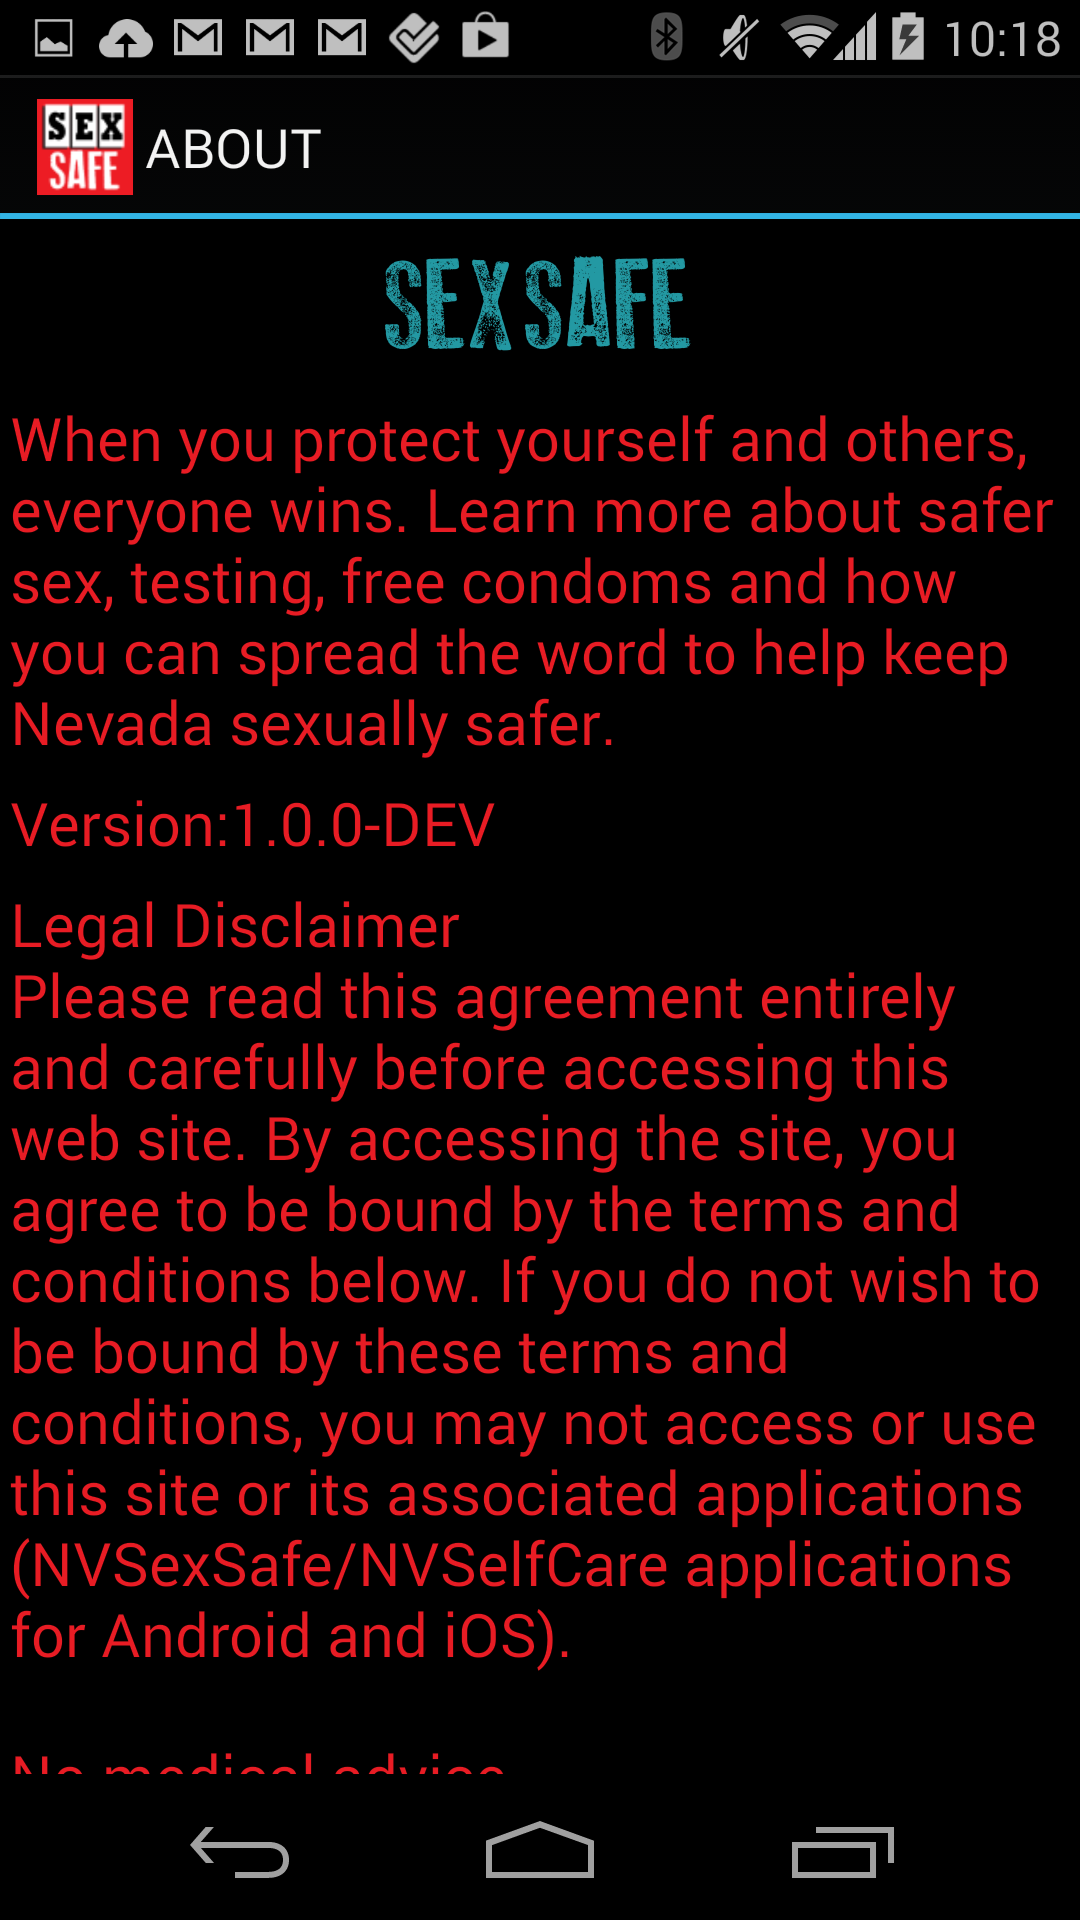 10:18
SEX
SAFE
ABOUT
SEX SAFE
When you protect yourself and others,
everyone wins. Learn more about safer
sex, testing, free condoms and how
you can spread the word to help keep
Nevada sexually safer.
Version:1.0.0-DEV
Legal Disclaimer
Please read this agreement entirely
and carefully before accessing this
web site. By accessing the site, you
agree to be bound by the terms and
conditions below. If you do not wish to
be bound by these terms and
conditions, you may not access or use
this site or its associated applications
(NVSexSafe/NVSelfCare applications
for Android and iOS).
No medical advice